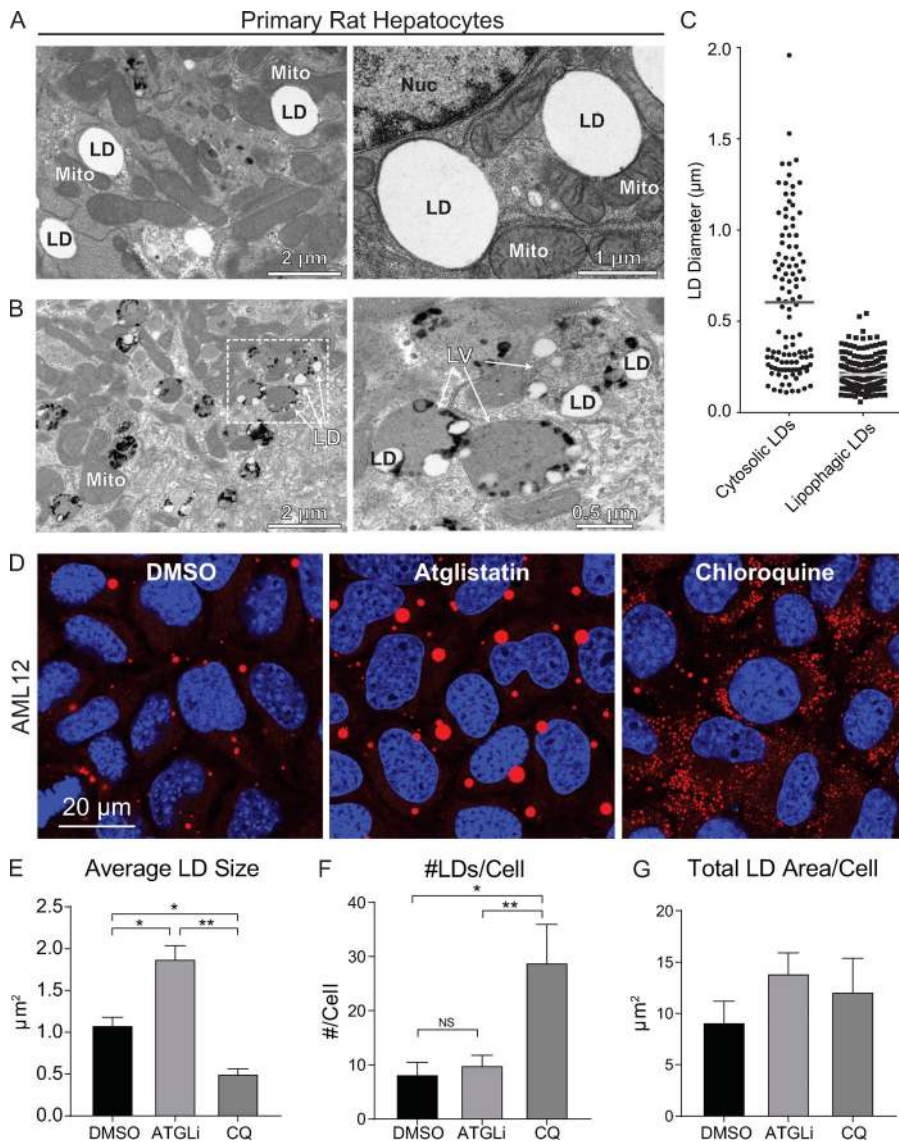 A Primary Rat Hepatocytes
Mito
LD
LD
Mito
LD
2 µm
Nuc
LD
Mito
LD
Mito
1 µm
B
LD
Mito
2 µm
LV
LD
LD
LD
0.5 µm
C
LD Diameter (µm)
2.0
1.5
1.0
0.5
0.0
Cytosolic LDs
Lipophagic LDs
D
AML12
DMSO
Atglistatin
Chloroquine
20 µm
E Average LD Size
µm²
2.5
2.0
1.5
1.0
0.5
0.0
*
* **
DMSO ATGLi CQ
F #LDs/Cell
#/Cell
40
30
20
10
0
*
**
NS
DMSO ATGLi CQ
G Total LD Area/Cell
µm²
20
15
10
5
0
DMSO ATGLi CQ